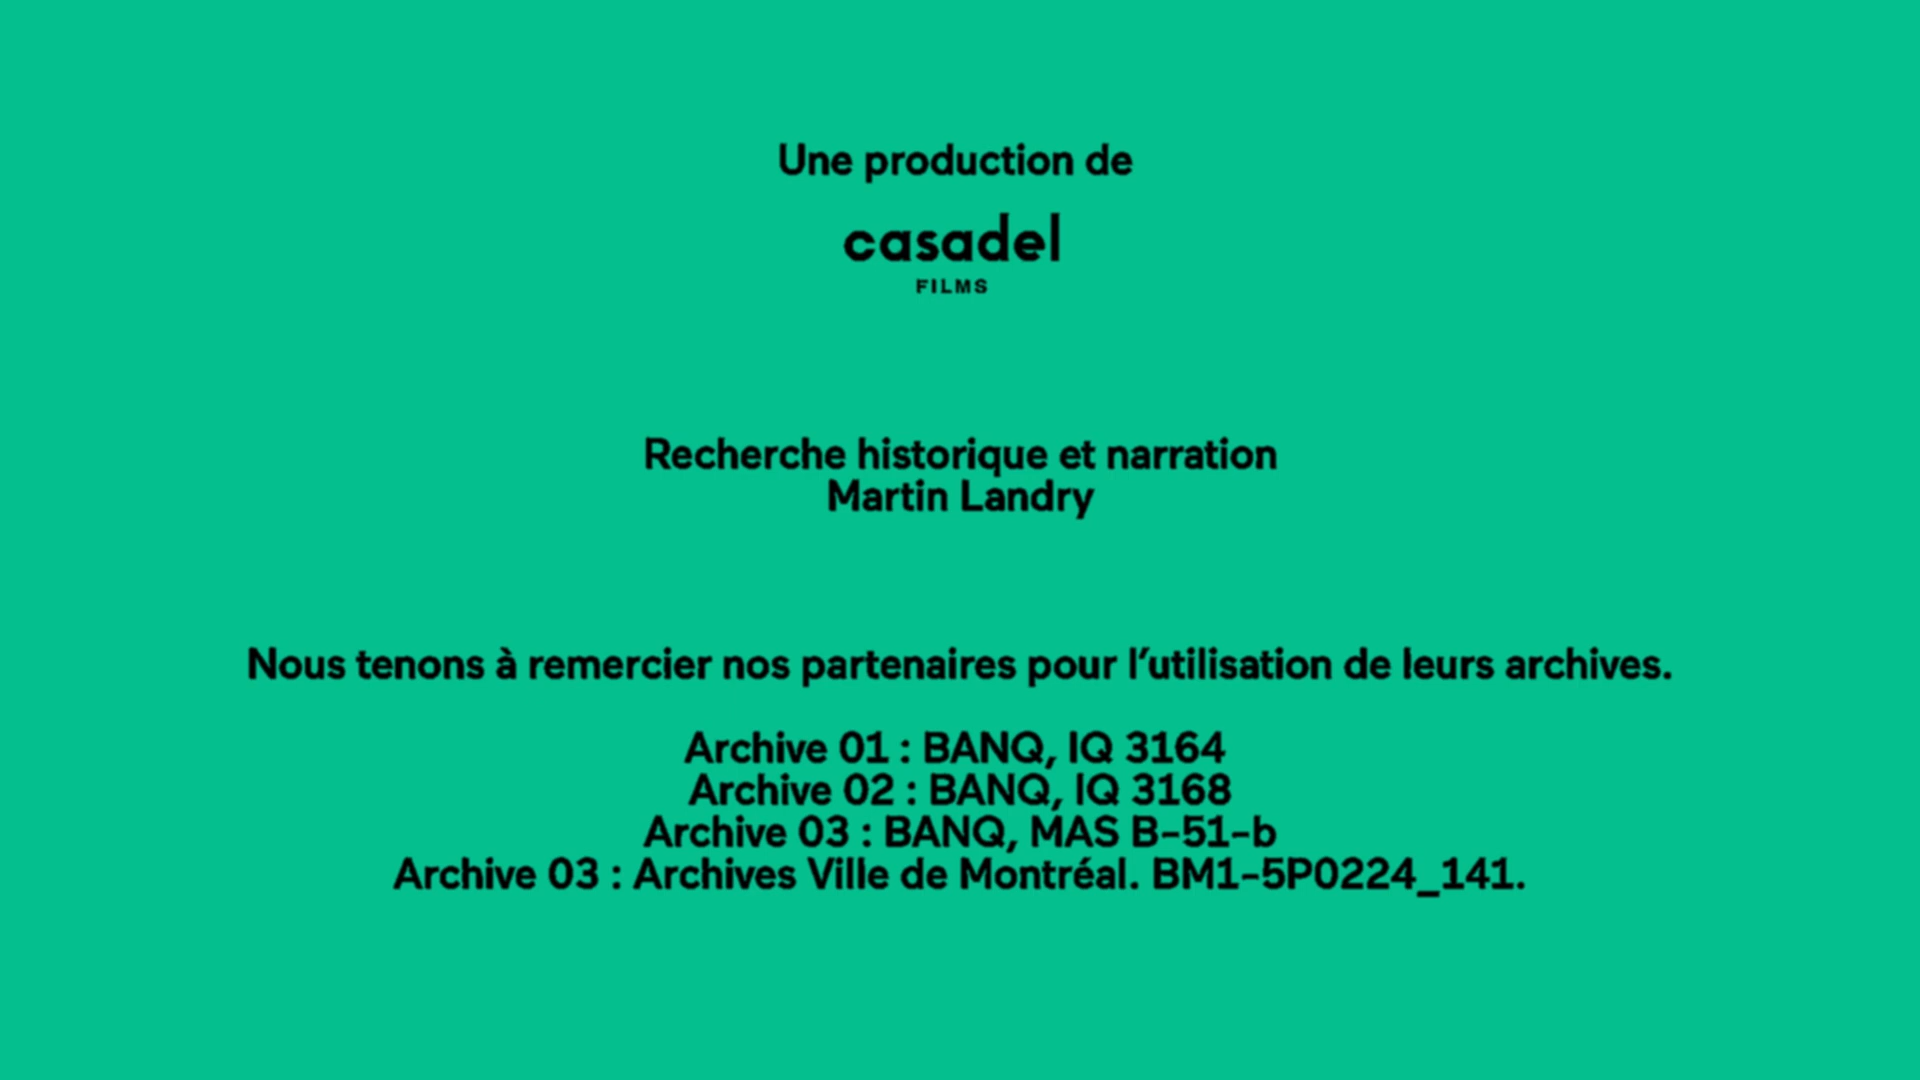 Une production de
casadel
FILMS
Recherche historique et narration
Martin Landry
Nous tenons à remercier nos partenaires pour l’utilisation de leurs archives.
Archive 01 : BANQ, IQ 3164
Archive 02 : BANQ, IQ 3168
Archive 03 : BANQ, MAS B-51-b
Archive 03 : Archives Ville de Montréal. BM1-5P0224_141.